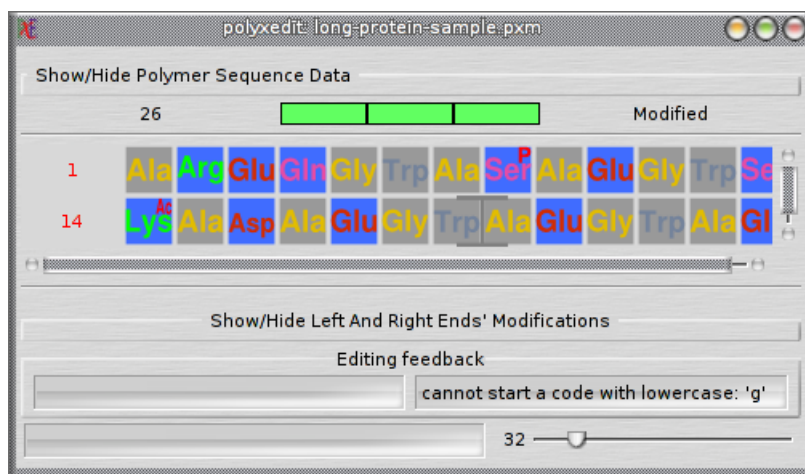 polyxedit: long-protein-sample.pxm
Show/Hide Polymer Sequence Data
26 Modified
1 Ala Arg Glu Gln Gly Trp Ala Ser P Ala Glu Gly Trp Se
14 Lys Ac Ala Asp Ala Glu Gly Trp Ala Glu Gly Trp Ala Gl
Show/Hide Left And Right Ends' Modifications
Editing feedback
cannot start a code with lowercase: 'g'
32